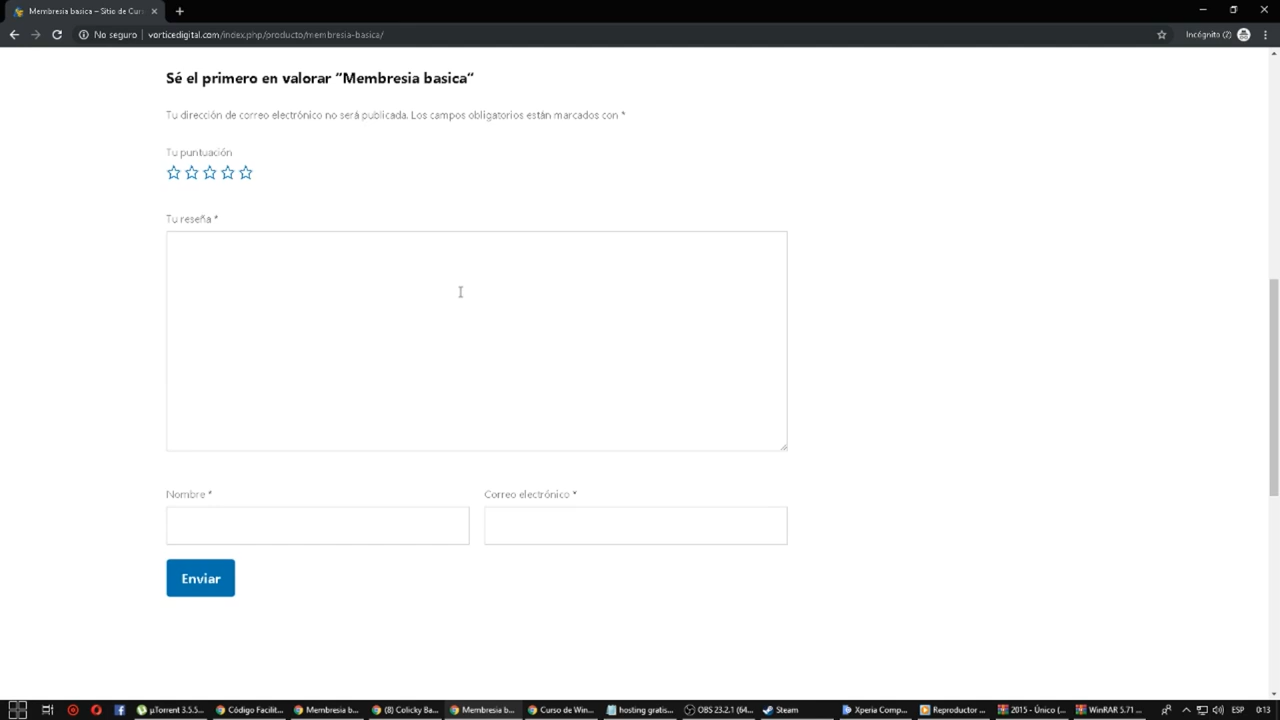 Membresia basica – Sitio de Cur
No seguro
vorticedigital.com/index.php/producto/membresia-basica/
Incógnito (2)
Sé el primero en valorar “Membresia basica”
Tu dirección de correo electrónico no será publicada. Los campos obligatorios están marcados con *
Tu puntuación
Tu reseña *
Nombre *
Correo electrónico *
Enviar
µTorrent 3.5.5...
Código Facilit...
Membresia b...
(8) Colicky Ba...
Membresia b...
Curso de Win...
hosting gratis...
OBS 23.2.1 (64...
Steam
Xperia Comp...
Reproductor ...
2015 - Único (...
WinRAR 5.71 ...
ESP
0:13